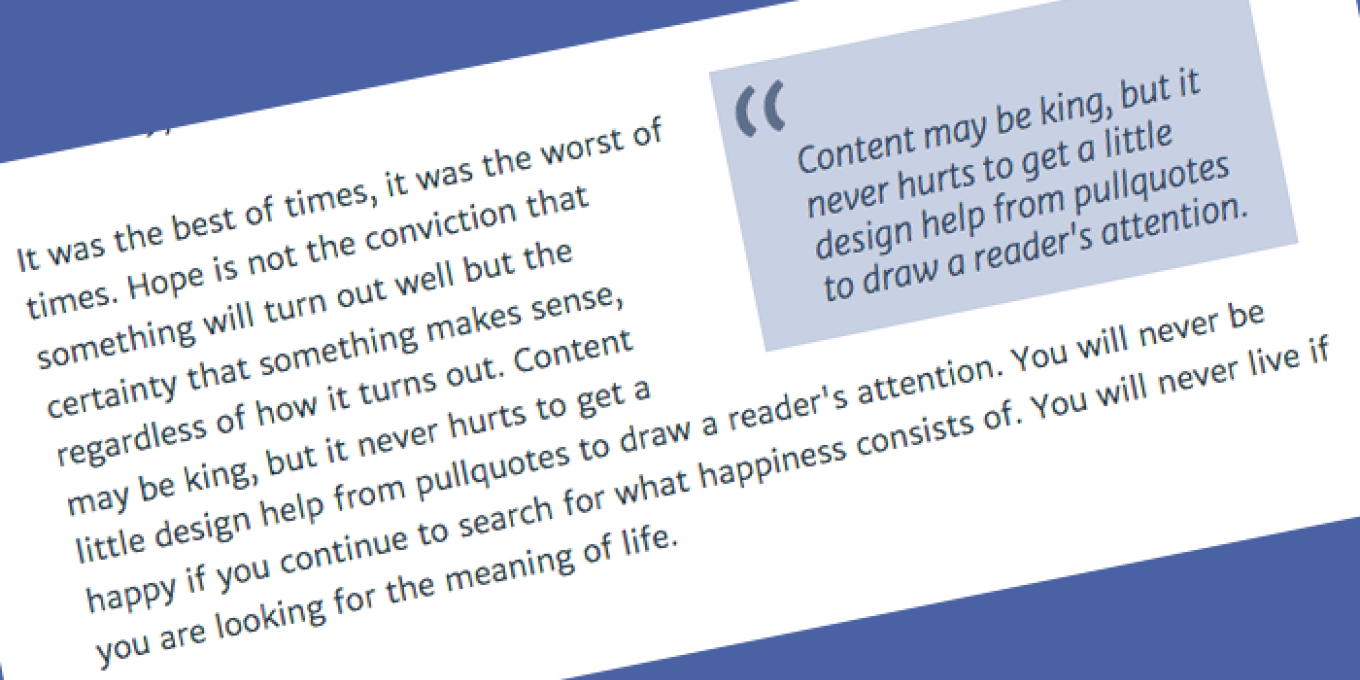 It was the best of times, it was the worst of
times. Hope is not the conviction that
something will turn out well but the
certainty that something makes sense,
regardless of how it turns out. Content
may be king, but it never hurts to get a
little design help from pullquotes to draw a reader's attention. You will never be
happy if you continue to search for what happiness consists of. You will never live if
you are looking for the meaning of life.
“
Content may be king, but it
never hurts to get a little
design help from pullquotes
to draw a reader's attention.